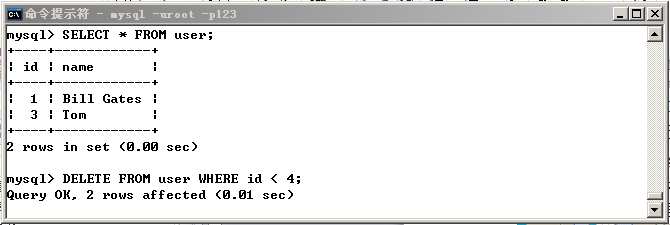 命令提示符 - mysql -uroot -p123
mysql> SELECT * FROM user;
+----+------------+
| id | name       |
+----+------------+
|  1 | Bill Gates |
|  3 | Tom        |
+----+------------+
2 rows in set (0.00 sec)
mysql> DELETE FROM user WHERE id < 4;
Query OK, 2 rows affected (0.01 sec)